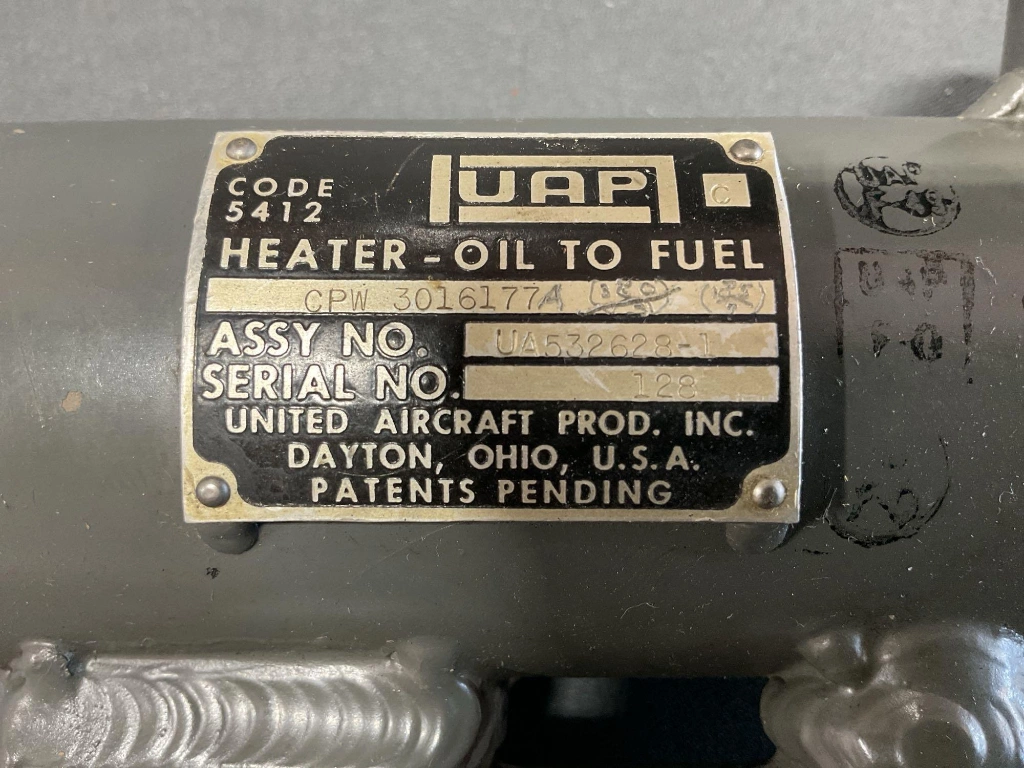 CODE
5412
UAP
C
HEATER - OIL TO FUEL
CPW 3016177A
ASSY NO. UA532628-1
SERIAL NO. 128
UNITED AIRCRAFT PROD. INC.
DAYTON, OHIO, U.S.A.
PATENTS PENDING